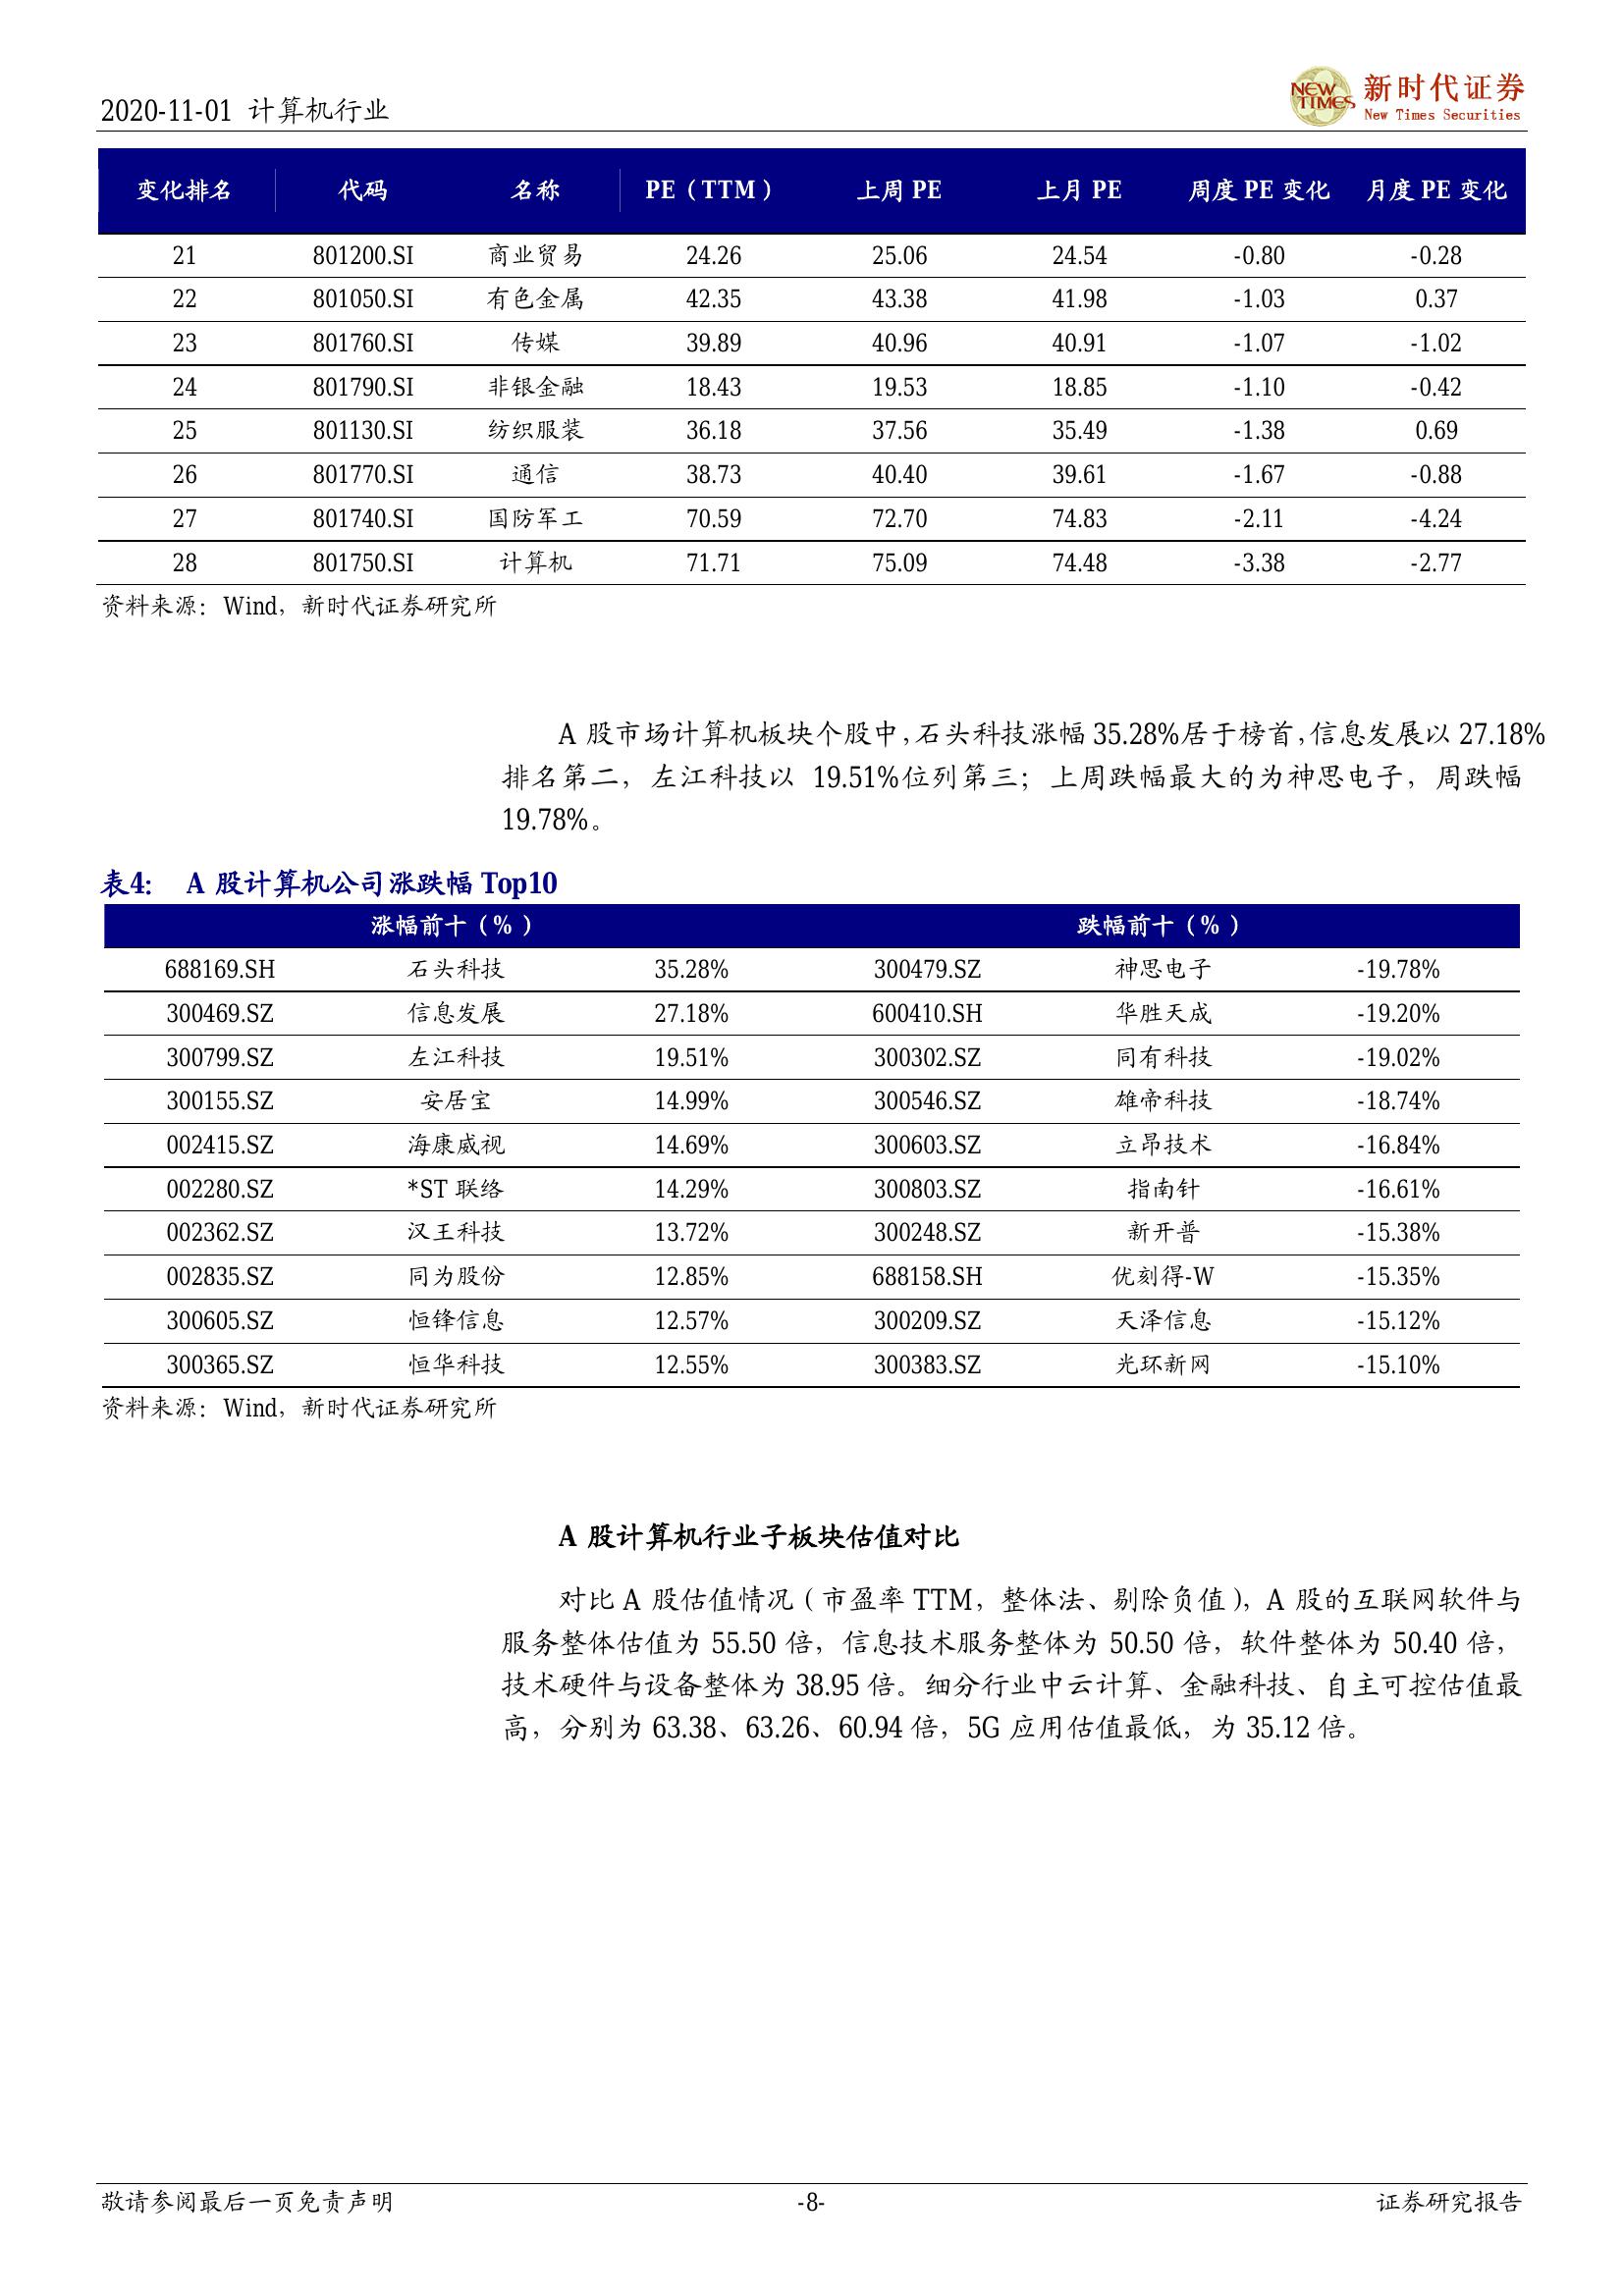 2020-11-01 计算机行业
NEW TIMES 新时代证券
New Times Securities
变化排名 代码 名称 PE（TTM） 上周 PE 上月 PE 周度 PE 变化 月度 PE 变化
21 801200.SI 商业贸易 24.26 25.06 24.54 -0.80 -0.28
22 801050.SI 有色金属 42.35 43.38 41.98 -1.03 0.37
23 801760.SI 传媒 39.89 40.96 40.91 -1.07 -1.02
24 801790.SI 非银金融 18.43 19.53 18.85 -1.10 -0.42
25 801130.SI 纺织服装 36.18 37.56 35.49 -1.38 0.69
26 801770.SI 通信 38.73 40.40 39.61 -1.67 -0.88
27 801740.SI 国防军工 70.59 72.70 74.83 -2.11 -4.24
28 801750.SI 计算机 71.71 75.09 74.48 -3.38 -2.77
资料来源：Wind，新时代证券研究所
A 股市场计算机板块个股中，石头科技涨幅 35.28%居于榜首，信息发展以 27.18%
排名第二，左江科技以 19.51%位列第三；上周跌幅最大的为神思电子，周跌幅
19.78%。
表4： A 股计算机公司涨跌幅 Top10
涨幅前十（%） 跌幅前十（%）
688169.SH 石头科技 35.28% 300479.SZ 神思电子 -19.78%
300469.SZ 信息发展 27.18% 600410.SH 华胜天成 -19.20%
300799.SZ 左江科技 19.51% 300302.SZ 同有科技 -19.02%
300155.SZ 安居宝 14.99% 300546.SZ 雄帝科技 -18.74%
002415.SZ 海康威视 14.69% 300603.SZ 立昂技术 -16.84%
002280.SZ *ST 联络 14.29% 300803.SZ 指南针 -16.61%
002362.SZ 汉王科技 13.72% 300248.SZ 新开普 -15.38%
002835.SZ 同为股份 12.85% 688158.SH 优刻得-W -15.35%
300605.SZ 恒锋信息 12.57% 300209.SZ 天泽信息 -15.12%
300365.SZ 恒华科技 12.55% 300383.SZ 光环新网 -15.10%
资料来源：Wind，新时代证券研究所
A 股计算机行业子板块估值对比
对比 A 股估值情况（市盈率 TTM，整体法、剔除负值），A 股的互联网软件与
服务整体估值为 55.50 倍，信息技术服务整体为 50.50 倍，软件整体为 50.40 倍，
技术硬件与设备整体为 38.95 倍。细分行业中云计算、金融科技、自主可控估值最
高，分别为 63.38、63.26、60.94 倍，5G 应用估值最低，为 35.12 倍。
敬请参阅最后一页免责声明 -8- 证券研究报告